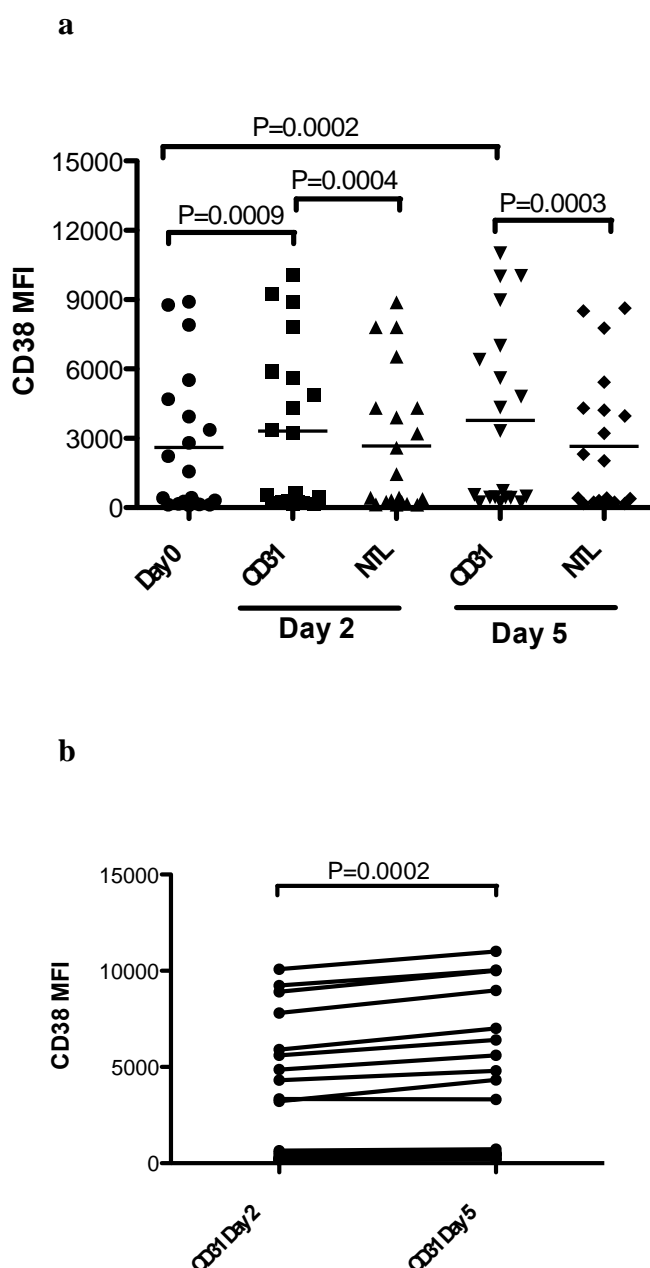 a
P=0.0002
P=0.0004
P=0.0009
P=0.0003
15000
12000
9000
6000
3000
0
CD38 MFI
Day 0
CD31
NTL
CD31
NTL
Day 2
Day 5
b
P=0.0002
15000
10000
5000
0
CD38 MFI
CD31 Day 2
CD31 Day 5